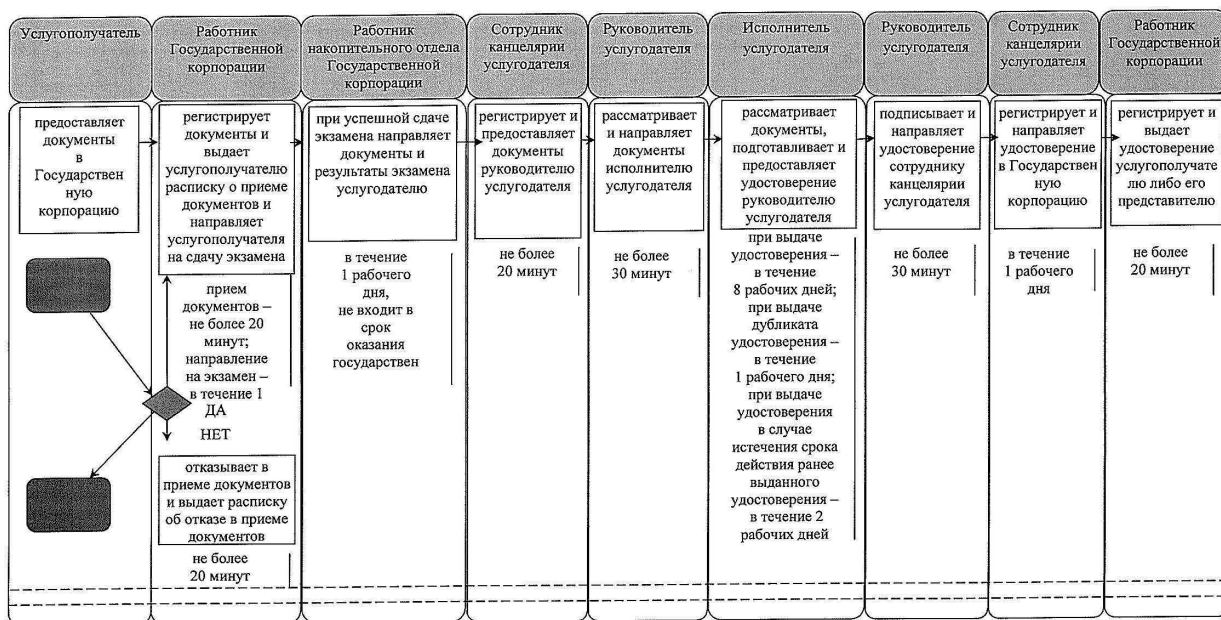 Услугополучатель
Работник
Государственной
корпорации
Работник
накопительного отдела
Государственной
корпорации
Сотрудник
канцелярии
услугодателя
Руководитель
услугодателя
Исполнитель
услугодателя
Руководитель
услугодателя
Сотрудник
канцелярии
услугодателя
Работник
Государственной
корпорации
предоставляет
документы
в
Государствен
ную
корпорацию
регистрирует
документы и
выдает
услугополучателю
расписку о приеме
документов и
направляет
услугополучателя
на сдачу экзамена
при успешной сдаче
экзамена направляет
документы и
результаты экзамена
услугодателю
регистрирует и
предоставляет
документы
руководителю
услугодателя
рассматривает
и направляет
документы
исполнителю
услугодателя
рассматривает
документы,
подготавливает и
предоставляет
удостоверение
руководителю
услугодателя
подписывает и
направляет
удостоверение
сотруднику
канцелярии
услугодателя
регистрирует и
направляет
удостоверение
в Государствен
ную
корпорацию
регистрирует и
выдает
удостоверение
услугополучате
лю либо его
представителю
прием
документов –
не более 20
минут;
направление
на экзамен –
в течение 1
ДА
НЕТ
отказывает в
приеме документов
и выдает расписку
об отказе в приеме
документов
не более
20 минут
в течение
1 рабочего
дня,
не входит в
срок
оказания
государствен
не более
20 минут
не более
30 минут
при выдаче
удостоверения –
в течение
8 рабочих дней;
при выдаче
дубликата
удостоверения –
в течение
1 рабочего дня;
при выдаче
удостоверения
в случае
истечения срока
действия ранее
выданного
удостоверения –
в течение 2
рабочих дней
не более
30 минут
в течение
1 рабочего
дня
не более
20 минут